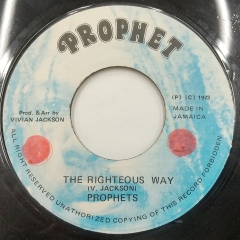 PROPHET
Prod. & Arr by
VIVIAN JACKSON
(P) (C) 1973
MADE IN
JAMAICA
THE RIGHTEOUS WAY
(V. JACKSON)
PROPHETS
ALL RIGHT RESERVED UNAUTHORIZED COPYING OF THIS RECORD FORBIDDEN